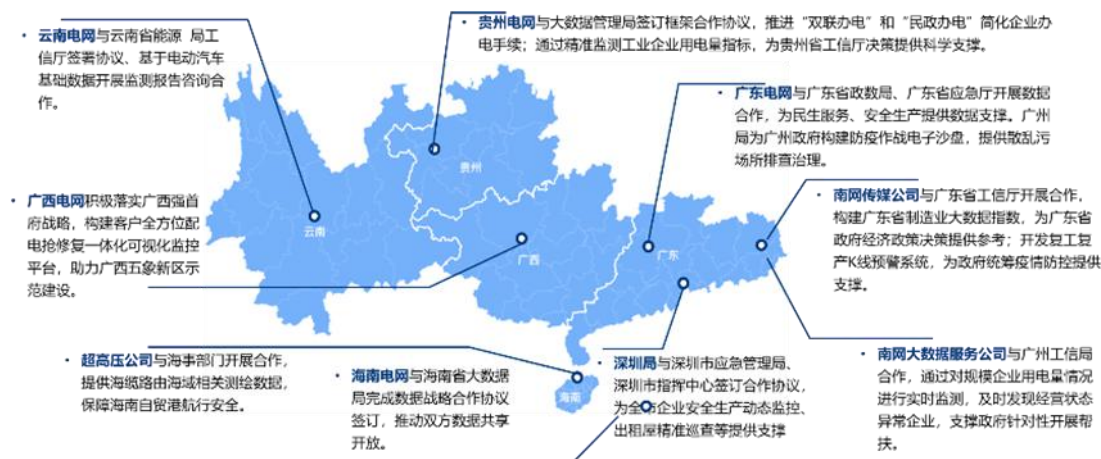 云南电网与云南省能源 局工
信厅签署协议、基于电动汽车
基础数据开展监测报告咨询合
作。
贵州电网与大数据管理局签订框架合作协议，推进“双联办电”和“民政办电”简化企业办
电手续；通过精准监测工业企业用电量指标，为贵州省工信厅决策提供科学支撑。
广东电网与广东省政数局、广东省应急厅开展数据
合作，为民生服务、安全生产提供数据支撑。广州
局为广州政府构建防疫作战电子沙盘，提供散乱污
场所排查治理。
广西电网积极落实广西强首
府战略，构建客户全方位配
电抢修复一体化可视化监控
平台，助力广西五象新区示
范建设。
南网传媒公司与广东省工信厅开展合作，
构建广东省制造业大数据指数，为广东省
政府经济政策决策提供参考；开发复工复
产K线预警系统，为政府统筹疫情防控提供
支撑。
贵州
云南
广西
广东
海南
超高压公司与海事部门开展合作，
提供海缆路由海域相关测绘数据，
保障海南自贸港航行安全。
海南电网与海南省大数据
局完成数据战略合作协议
签订，推动双方数据共享
开放。
深圳局与深圳市应急管理局、
深圳市指挥中心签订合作协议，
为全市企业安全生产动态监控、
出租屋精准巡查等提供支撑
南网大数据服务公司与广州工信局
合作，通过对规模企业用电量情况
进行实时监测，及时发现经营状态
异常企业，支撑政府针对性开展帮
扶。